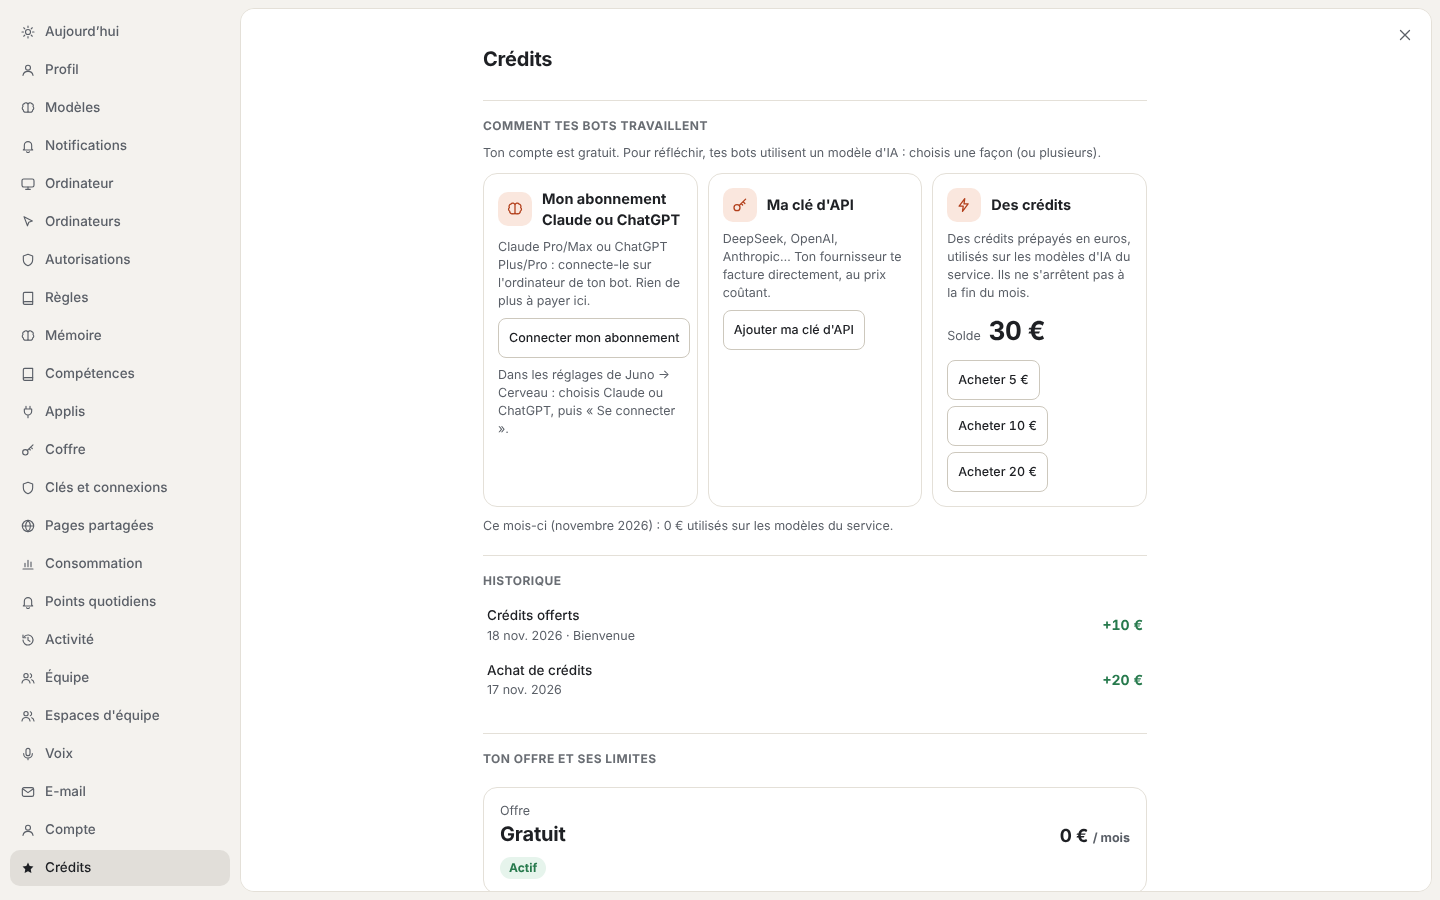 Aujourd'hui
Profil
Modèles
Notifications
Ordinateur
Ordinateurs
Autorisations
Règles
Mémoire
Compétences
Applis
Coffre
Clés et connexions
Pages partagées
Consommation
Points quotidiens
Activité
Équipe
Espaces d'équipe
Voix
E-mail
Compte
Crédits
Crédits
COMMENT TES BOTS TRAVAILLENT
Ton compte est gratuit. Pour réfléchir, tes bots utilisent un modèle d'IA : choisis une façon (ou plusieurs).
Mon abonnement
Claude ou ChatGPT
Claude Pro/Max ou ChatGPT
Plus/Pro : connecte-le sur
l'ordinateur de ton bot. Rien de
plus à payer ici.
Connecter mon abonnement
Dans les réglages de Juno →
Cerveau : choisis Claude ou
ChatGPT, puis « Se connecter
».
Ma clé d'API
DeepSeek, OpenAI,
Anthropic... Ton fournisseur te
facture directement, au prix
coûtant.
Ajouter ma clé d'API
Des crédits
Des crédits prépayés en euros,
utilisés sur les modèles d'IA du
service. Ils ne s'arrêtent pas à
la fin du mois.
Solde 30 €
Acheter 5 €
Acheter 10 €
Acheter 20 €
Ce mois-ci (novembre 2026) : 0 € utilisés sur les modèles du service.
HISTORIQUE
Crédits offerts
18 nov. 2026 · Bienvenue
+10 €
Achat de crédits
17 nov. 2026
+20 €
TON OFFRE ET SES LIMITES
Offre
Gratuit
0 € / mois
Actif